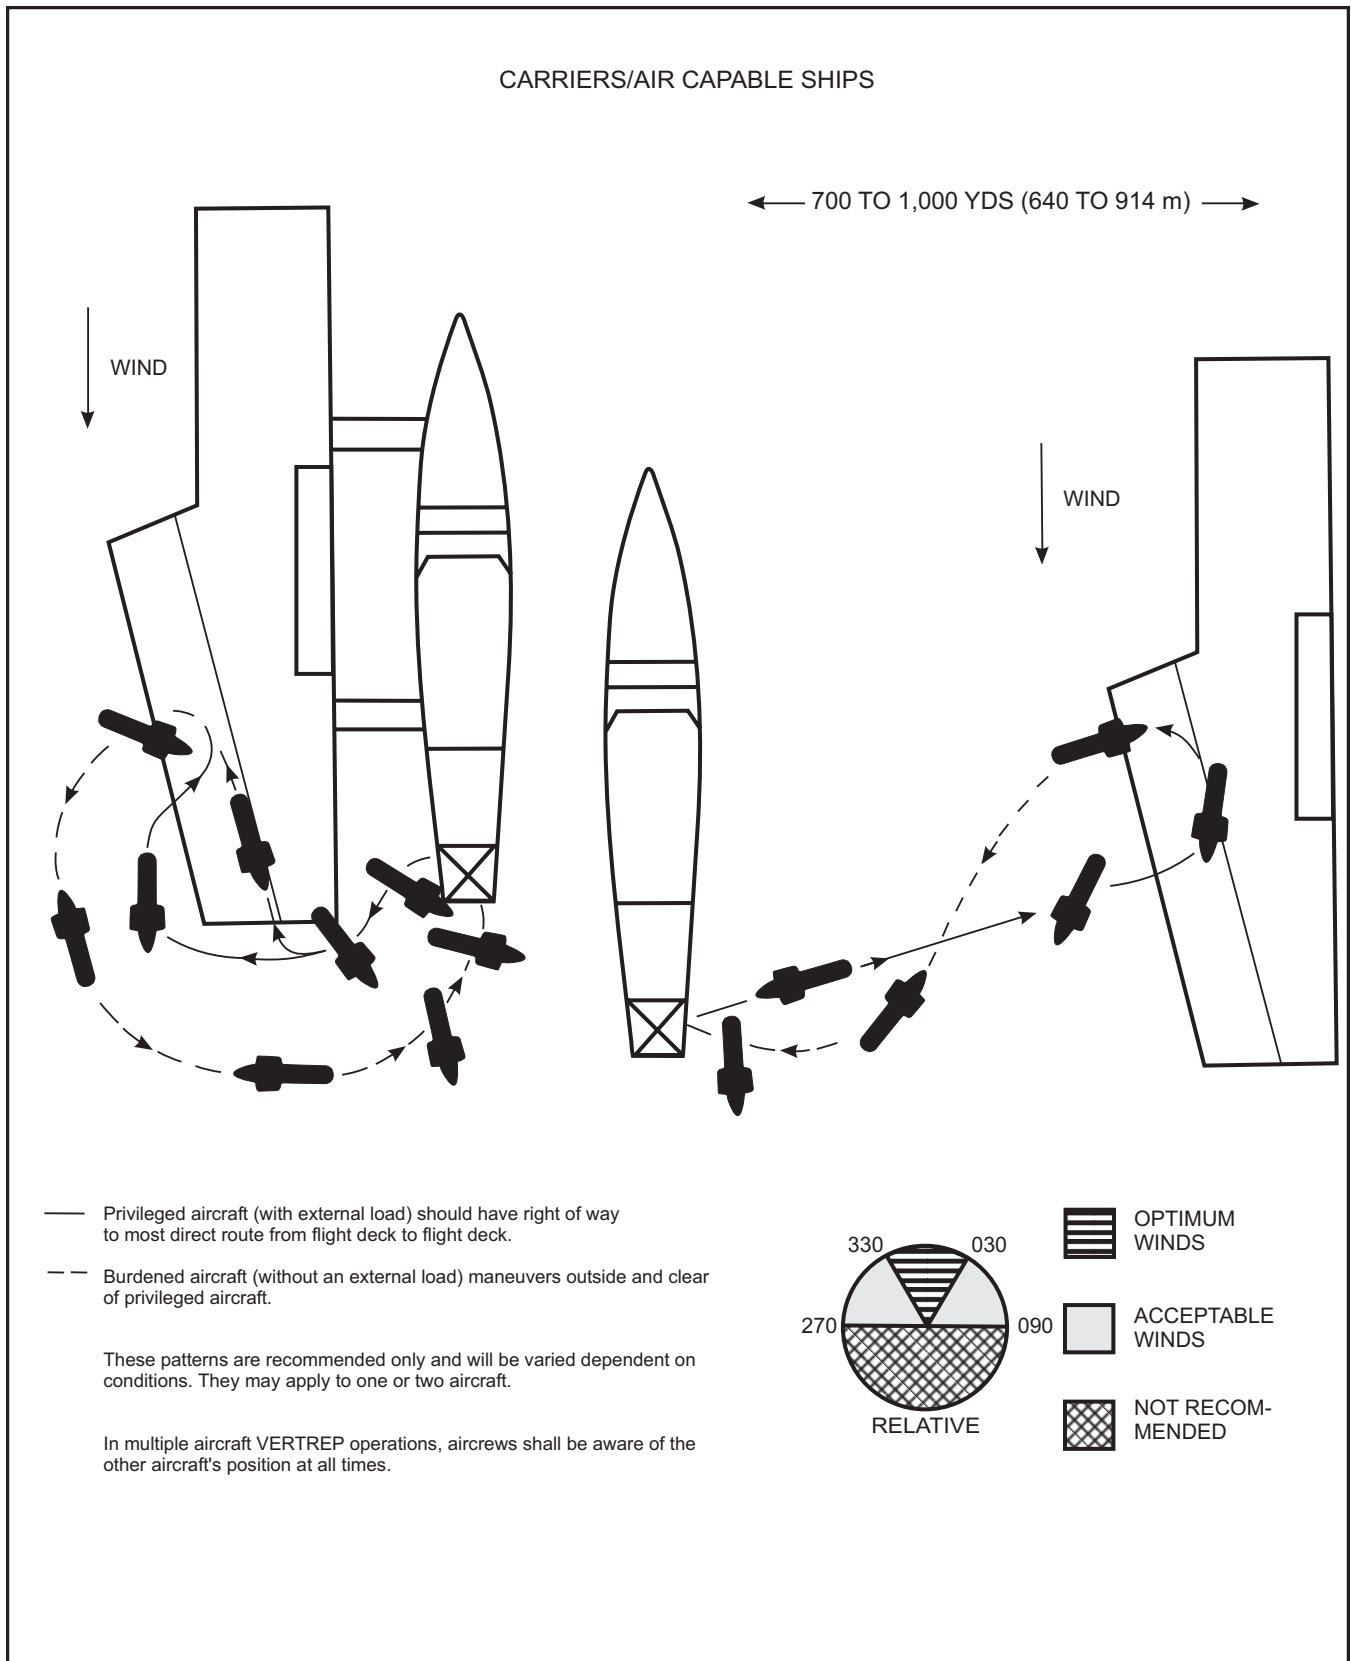 CARRIERS/AIR CAPABLE SHIPS
700 TO 1,000 YDS (640 TO 914 m)
WIND
WIND
Privileged aircraft (with external load) should have right of way
to most direct route from flight deck to flight deck.
Burdened aircraft (without an external load) maneuvers outside and clear
of privileged aircraft.
These patterns are recommended only and will be varied dependent on
conditions. They may apply to one or two aircraft.
In multiple aircraft VERTREP operations, aircrews shall be aware of the
other aircraft's position at all times.
330
030
270
090
RELATIVE
OPTIMUM
WINDS
ACCEPTABLE
WINDS
NOT RECOM-
MENDED